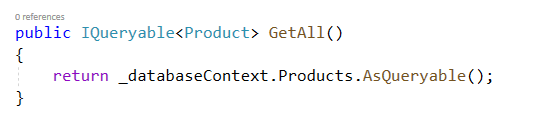 0 references
public IQueryable<Product> GetAll()
{
    return _databaseContext.Products.AsQueryable();
}